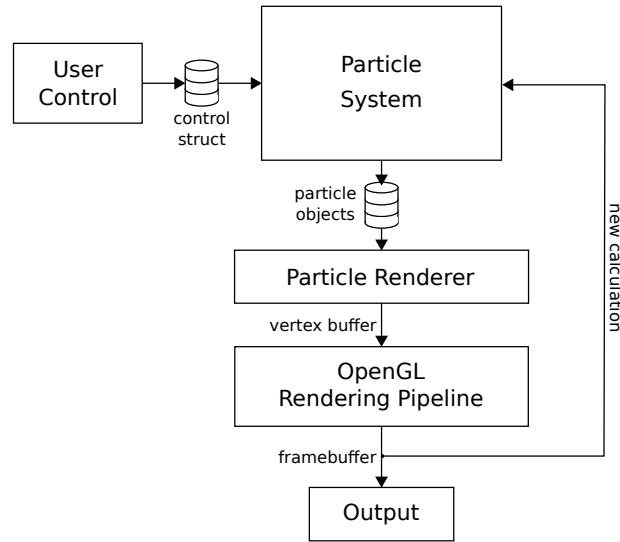 User
Control
control
struct
Particle
System
particle
objects
Particle Renderer
vertex buffer
OpenGL
Rendering Pipeline
framebuffer
new calculation
Output